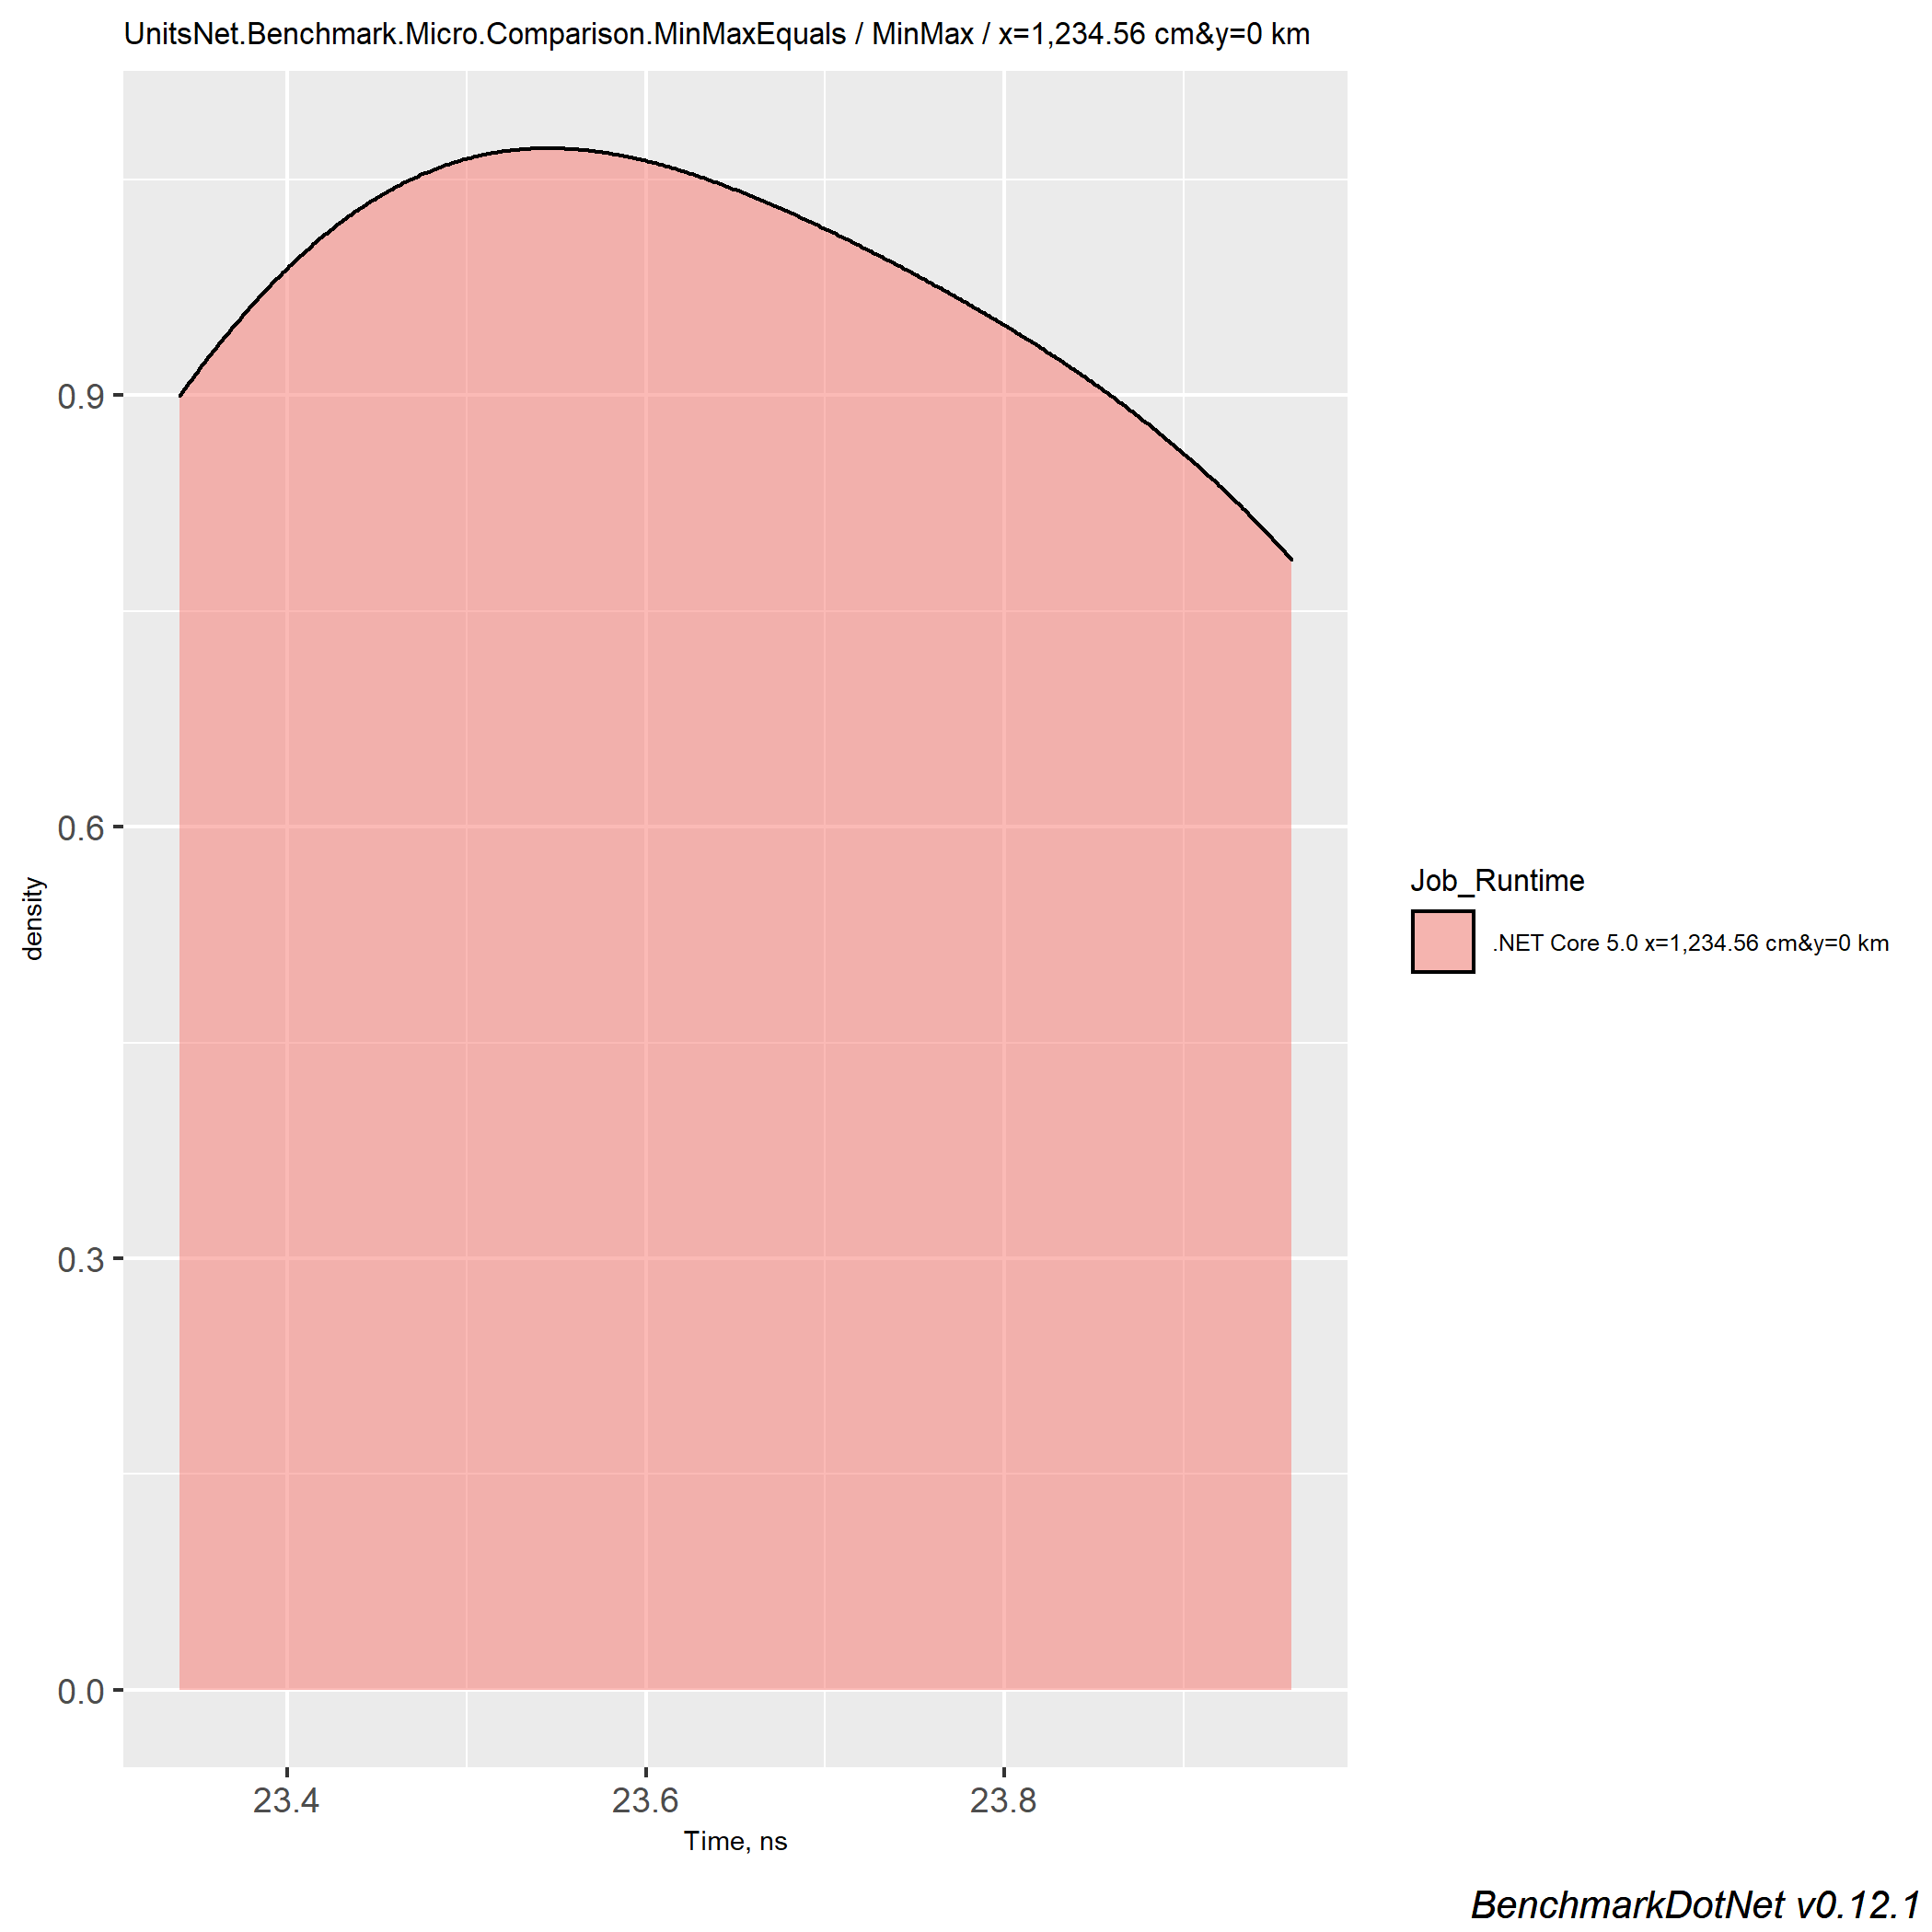 UnitsNet.Benchmark.Micro.Comparison.MinMaxEquals / MinMax / x=1,234.56 cm&y=0 km
0.9
0.6
0.3
0.0
density
23.4 23.6 23.8
Time, ns
Job_Runtime
.NET Core 5.0 x=1,234.56 cm&y=0 km
BenchmarkDotNet v0.12.1